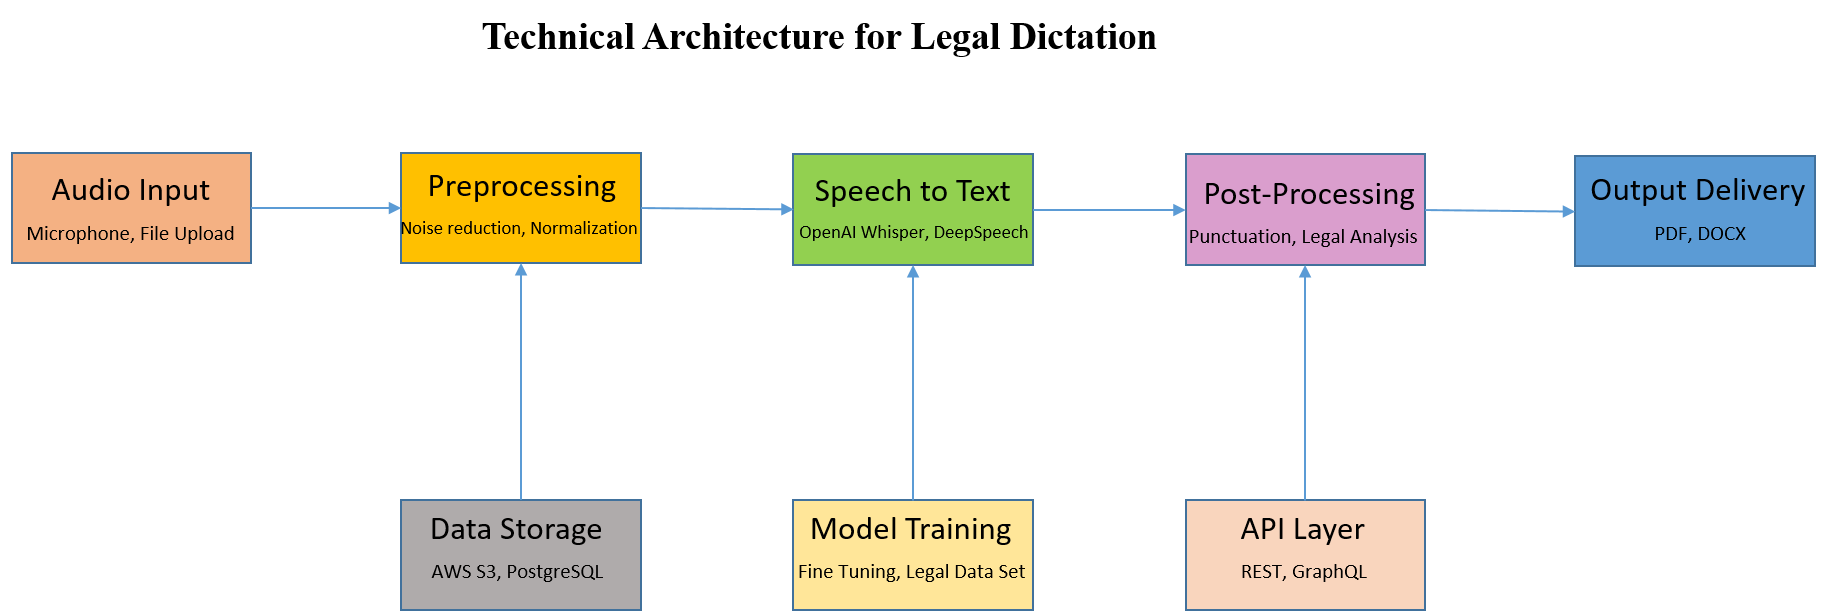 Technical Architecture for Legal Dictation
Audio Input
Microphone, File Upload
Preprocessing
Noise reduction, Normalization
Speech to Text
OpenAI Whisper, DeepSpeech
Post-Processing
Punctuation, Legal Analysis
Output Delivery
PDF, DOCX
Data Storage
AWS S3, PostgreSQL
Model Training
Fine Tuning, Legal Data Set
API Layer
REST, GraphQL